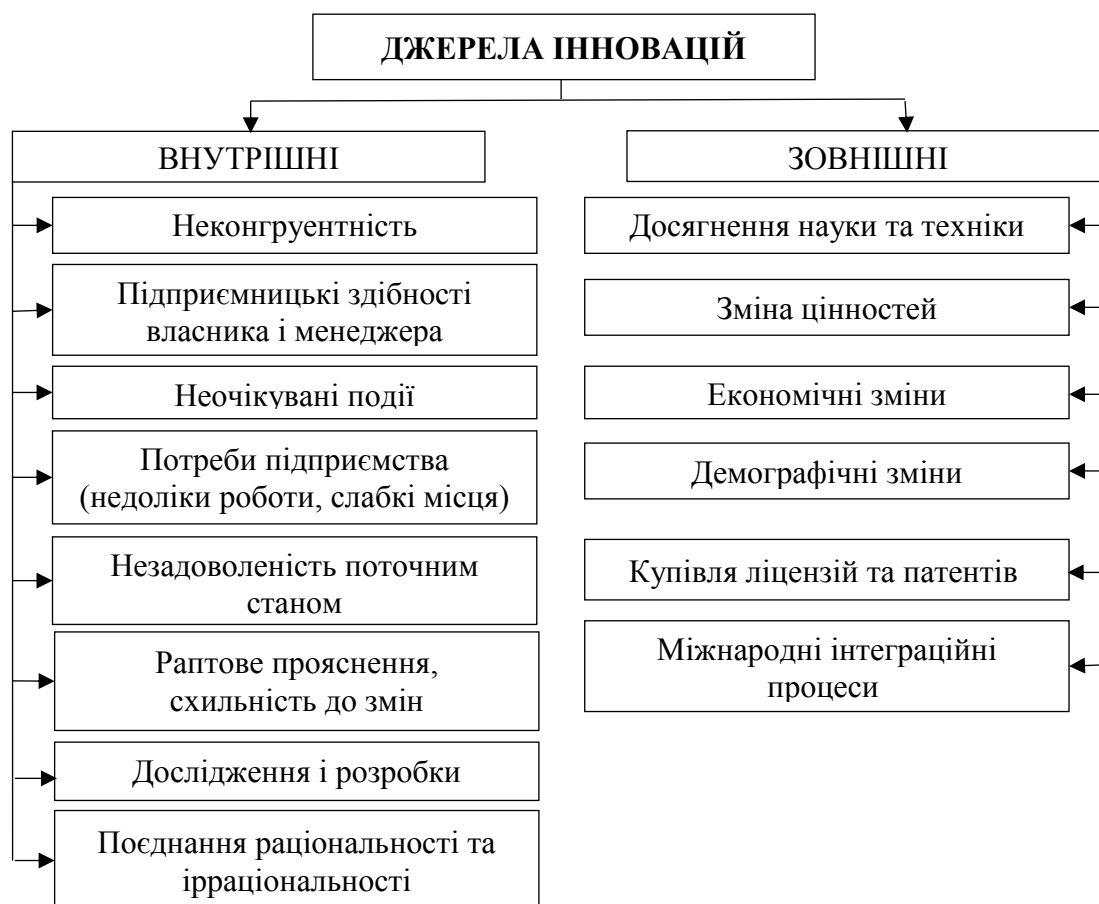 ДЖЕРЕЛА ІННОВАЦІЙ
ВНУТРІШНІ
Неконгруентність
Підприємницькі здібності
власника і менеджера
Неочікувані події
Потреби підприємства
(недоліки роботи, слабкі місця)
Незадоволеність поточним
станом
Раптове прояснення,
схильність до змін
Дослідження і розробки
Поєднання раціональності та
ірраціональності
ЗОВНІШНІ
Досягнення науки та техніки
Зміна цінностей
Економічні зміни
Демографічні зміни
Купівля ліцензій та патентів
Міжнародні інтеграційні
процеси